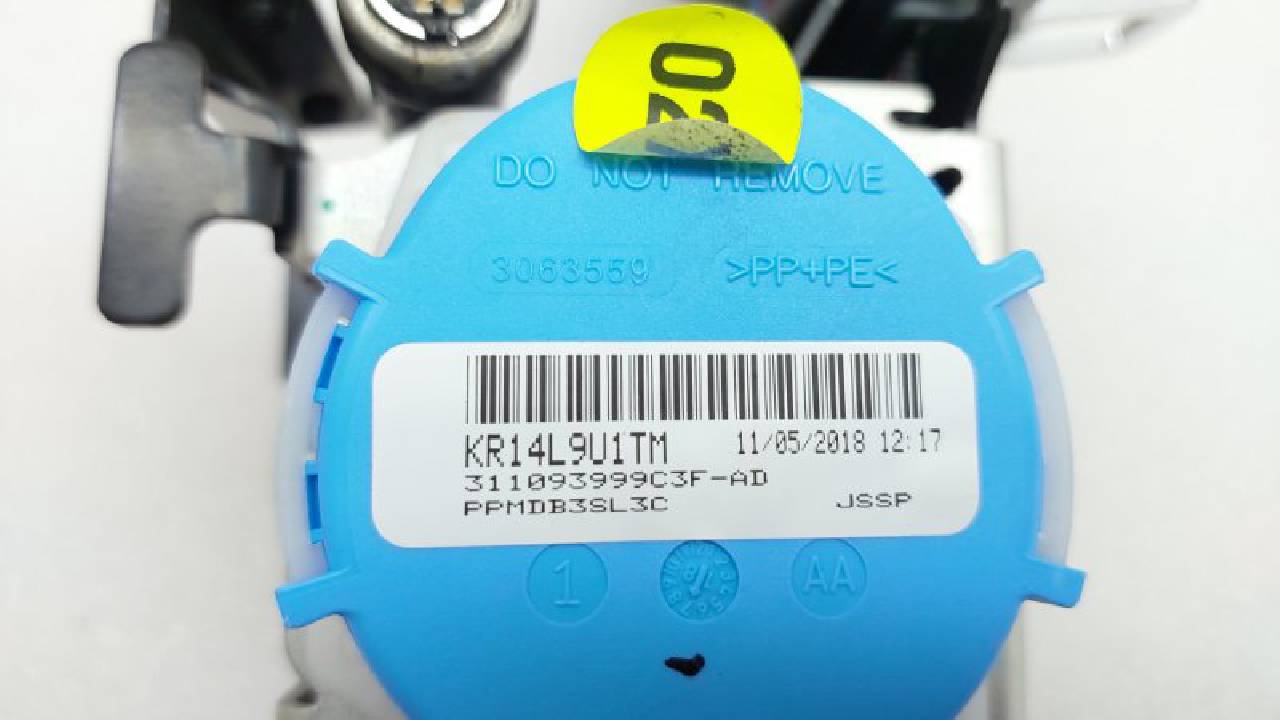 02
DO NOT REMOVE
3063559 >PP+PE<
KR14L9U1TM 11/05/2018 12:17
311093999C3F-AD
PPMDB3SL3C JSSP
1 AA